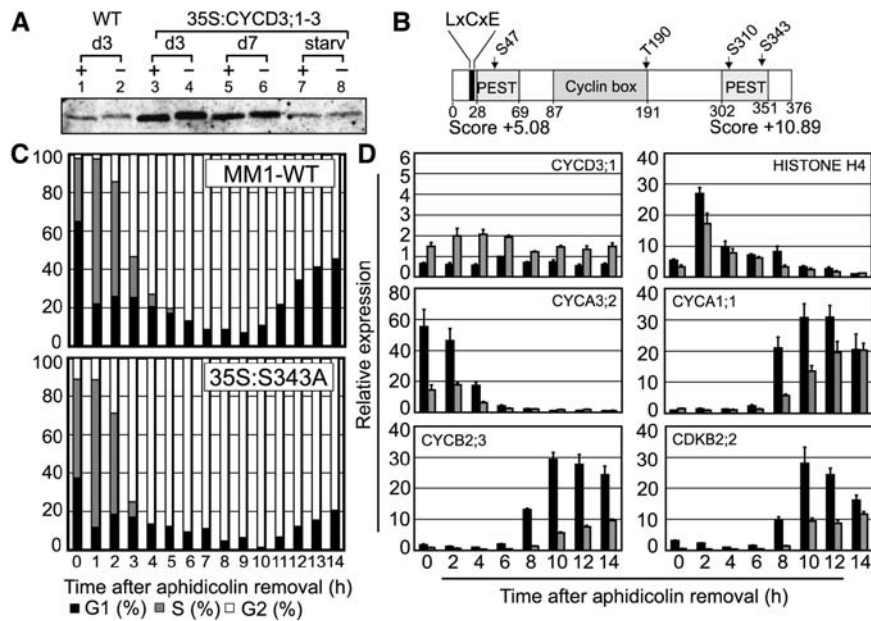 A
WT
35S:CYCD3;1-3
d3
d3
d7
starv
+ − + − + − + −
1 2 3 4 5 6 7 8
B
LxCxE
S47
T190
S310
S343
PEST
Cyclin box
PEST
0 28 69 87 191 302 351 376
Score +5.08
Score +10.89
C
100
80
60
40
20
0
MM1-WT
100
80
60
40
20
0
35S:S343A
0 1 2 3 4 5 6 7 8 9 10 11 12 13 14
Time after aphidicolin removal (h)
G1 (%) S (%) G2 (%)
D
Relative expression
CYCD3;1
6
5
4
3
2
1
0
HISTONE H4
40
30
20
10
0
CYCA3;2
80
60
40
20
0
CYCA1;1
40
30
20
10
0
CYCB2;3
40
30
20
10
0
CDKB2;2
40
30
20
10
0
0 2 4 6 8 10 12 14
0 2 4 6 8 10 12 14
Time after aphidicolin removal (h)